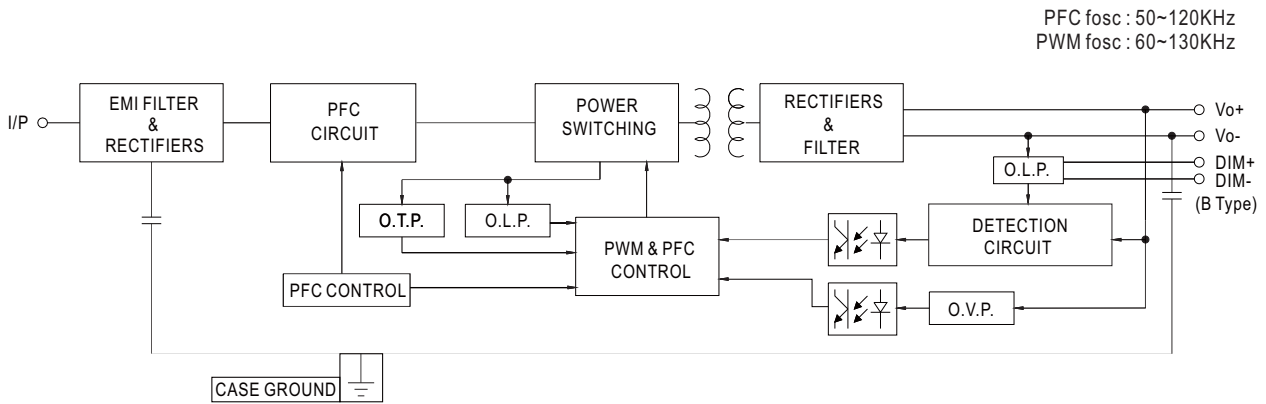 PFC fosc : 50~120KHz
PWM fosc : 60~130KHz
I/P
EMI FILTER
&
RECTIFIERS
PFC
CIRCUIT
POWER
SWITCHING
RECTIFIERS
&
FILTER
Vo+
Vo-
DIM+
DIM-
(B Type)
O.L.P.
O.T.P.
O.L.P.
PWM & PFC
CONTROL
DETECTION
CIRCUIT
PFC CONTROL
O.V.P.
CASE GROUND